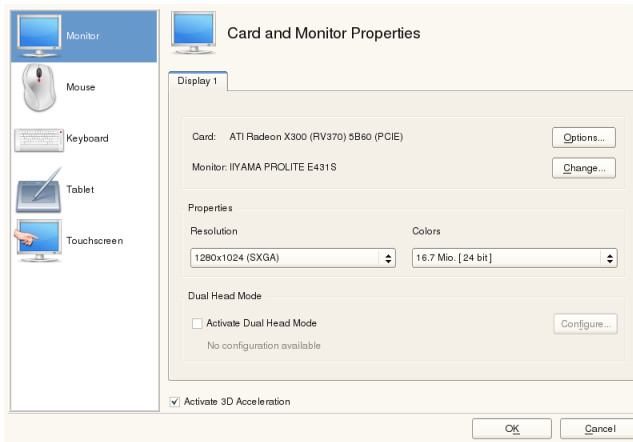 Monitor
Mouse
Keyboard
Tablet
Touchscreen
Card and Monitor Properties
Display 1
Card: ATI Radeon X300 (RV370) 5B60 (PCIE)
Options...
Monitor: IIYAMA PROLITE E431S
Change...
Properties
Resolution
Colors
1280x1024 (SXGA)
16.7 Mio. [ 24 bit ]
Dual Head Mode
Activate Dual Head Mode
Configure...
No configuration available
Activate 3D Acceleration
OK
Cancel